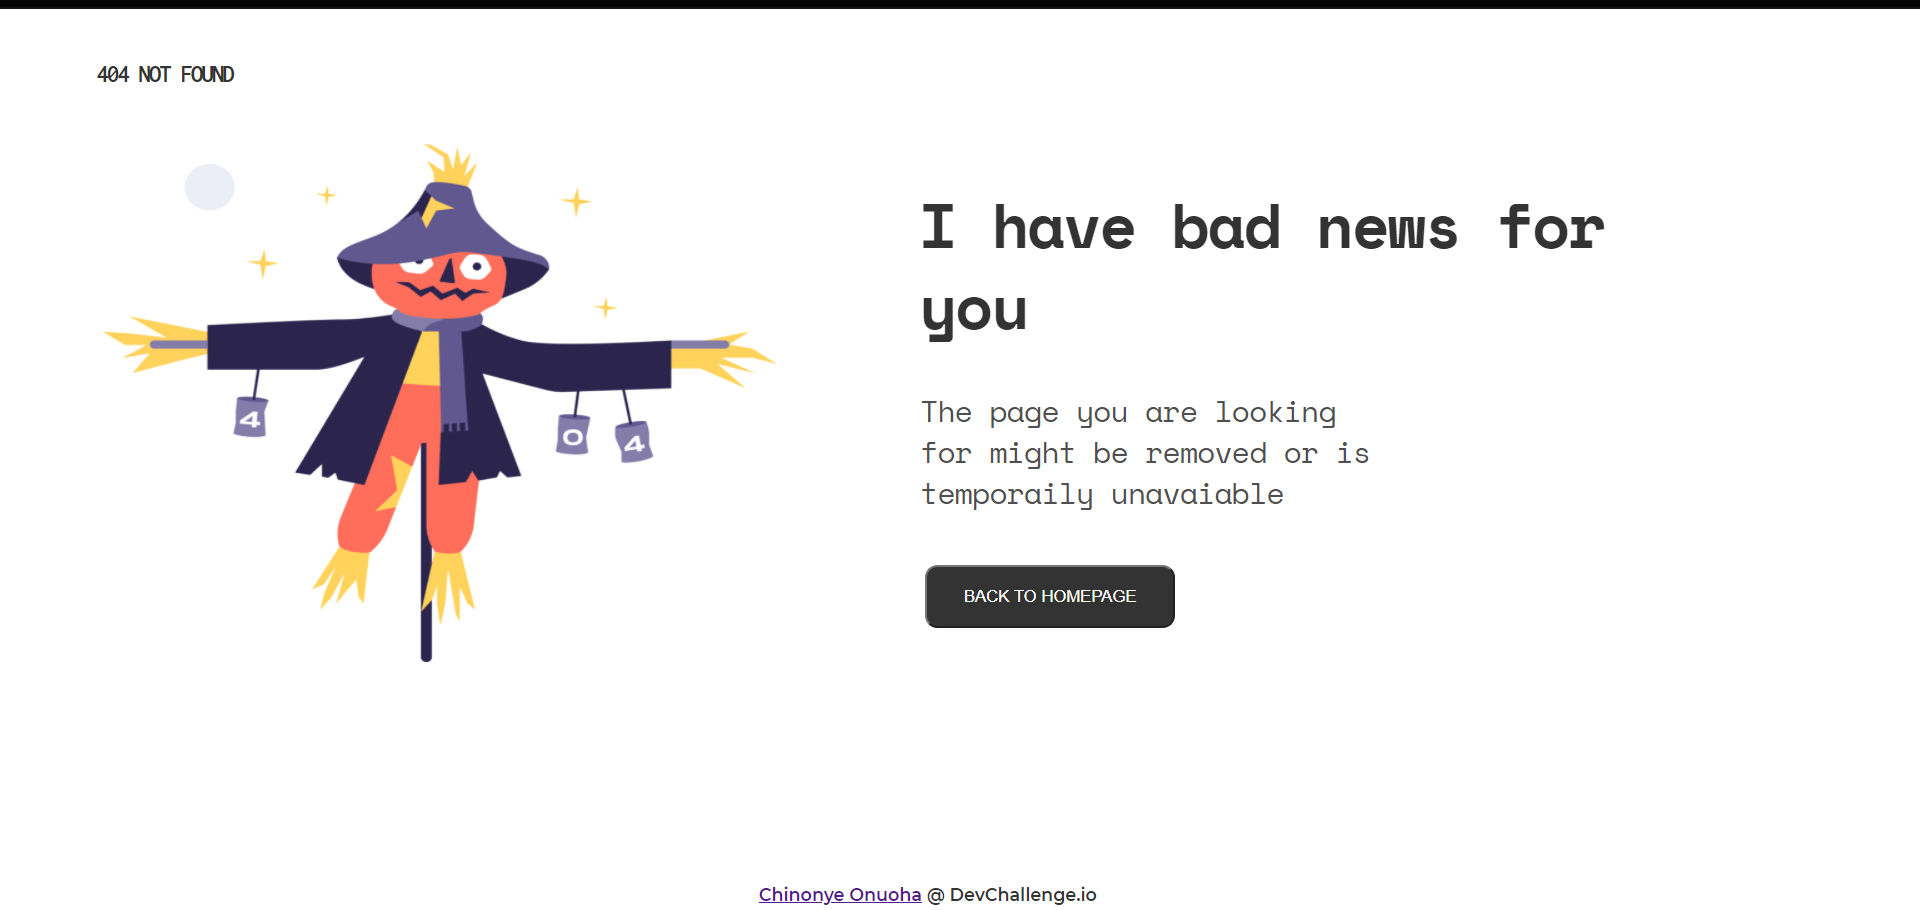 404 NOT FOUND
I have bad news for
you
4
0
4
The page you are looking
for might be removed or is
temporaily unavaiable
BACK TO HOMEPAGE
Chinonye Onuoha @ DevChallenge.io